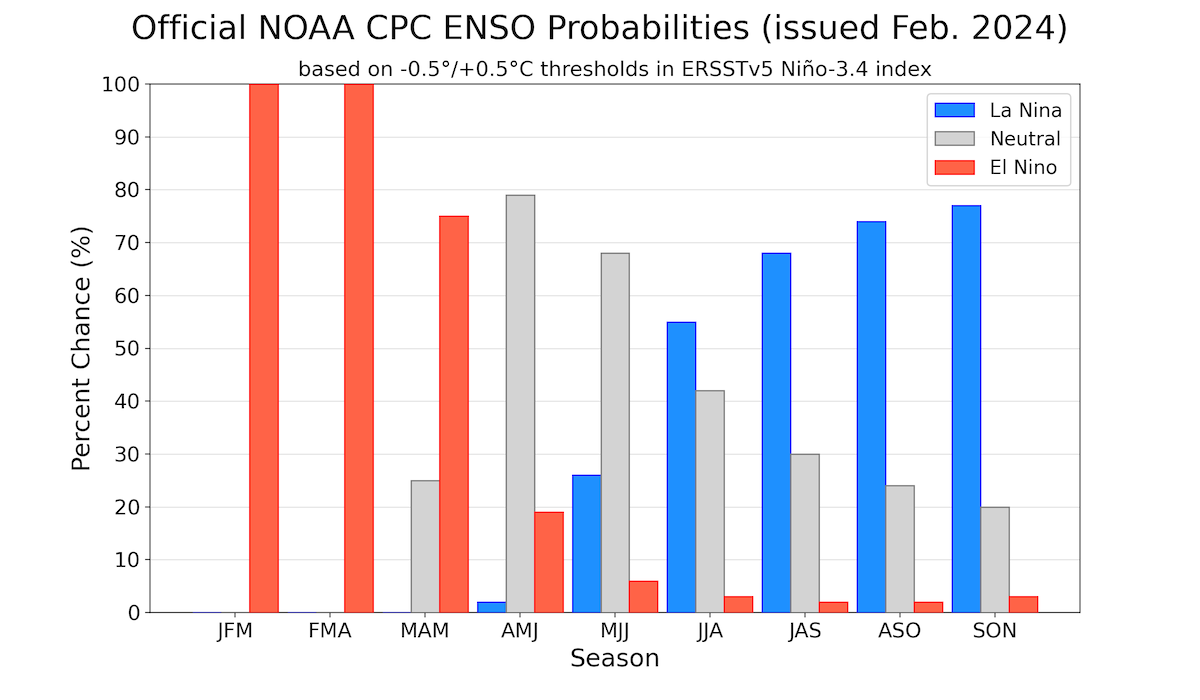 Official NOAA CPC ENSO Probabilities (issued Feb. 2024)
based on -0.5°/+0.5°C thresholds in ERSSTv5 Niño-3.4 index
100
90
80
70
60
50
40
30
20
10
0
Percent Chance (%)
La Nina
Neutral
El Nino
JFM FMA MAM AMJ MJJ JJA JAS ASO SON
Season